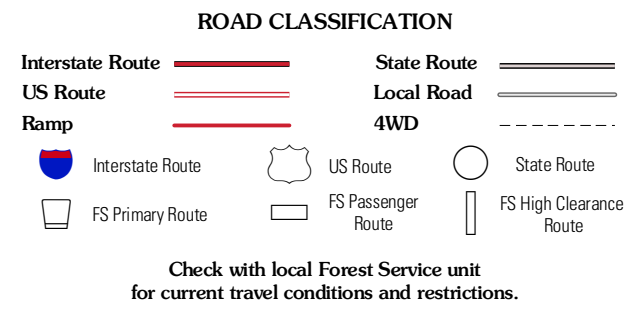 ROAD CLASSIFICATION
Interstate Route
State Route
US Route
Local Road
Ramp
4WD
Interstate Route
US Route
State Route
FS Primary Route
FS Passenger
Route
FS High Clearance
Route
Check with local Forest Service unit
for current travel conditions and restrictions.